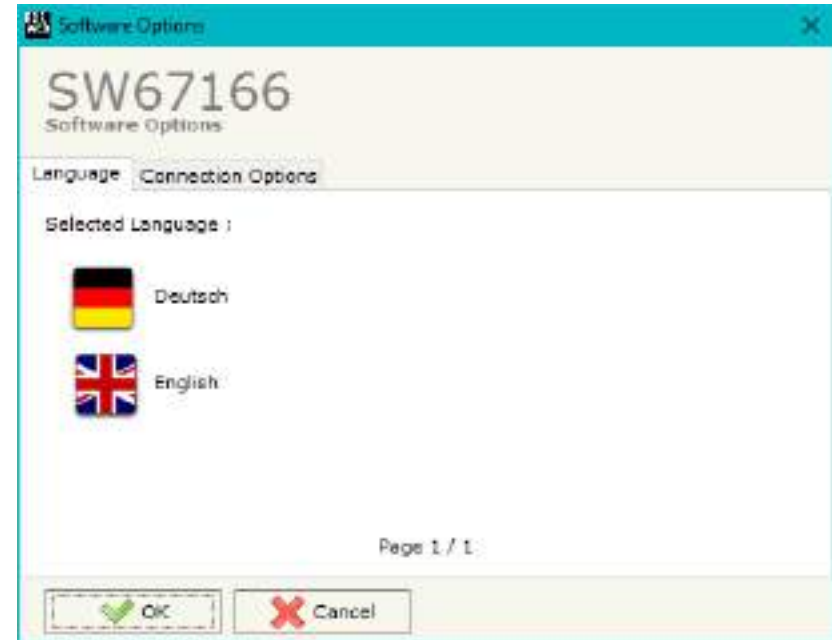 Software Options
SW67166
Software Options
Language Connection Options
Selected Language :
Deutsch
English
Page 1 / 1
OK Cancel